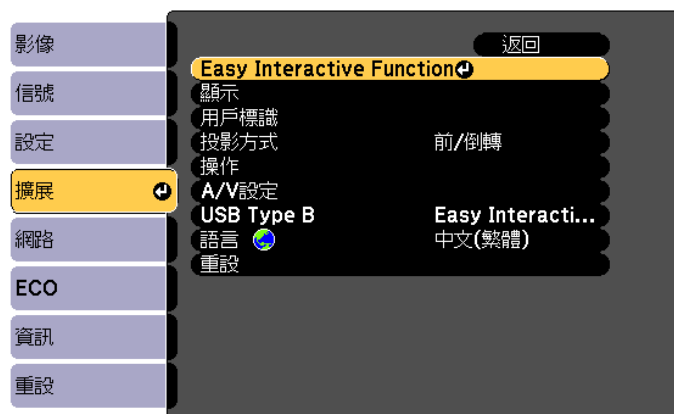 影像
信號
設定
擴展
網路
ECO
資訊
重設
返回
Easy Interactive Function
顯示
用戶標識
投影方式 前/倒轉
操作
A/V設定
USB Type B Easy Interacti...
語言 中文(繁體)
重設